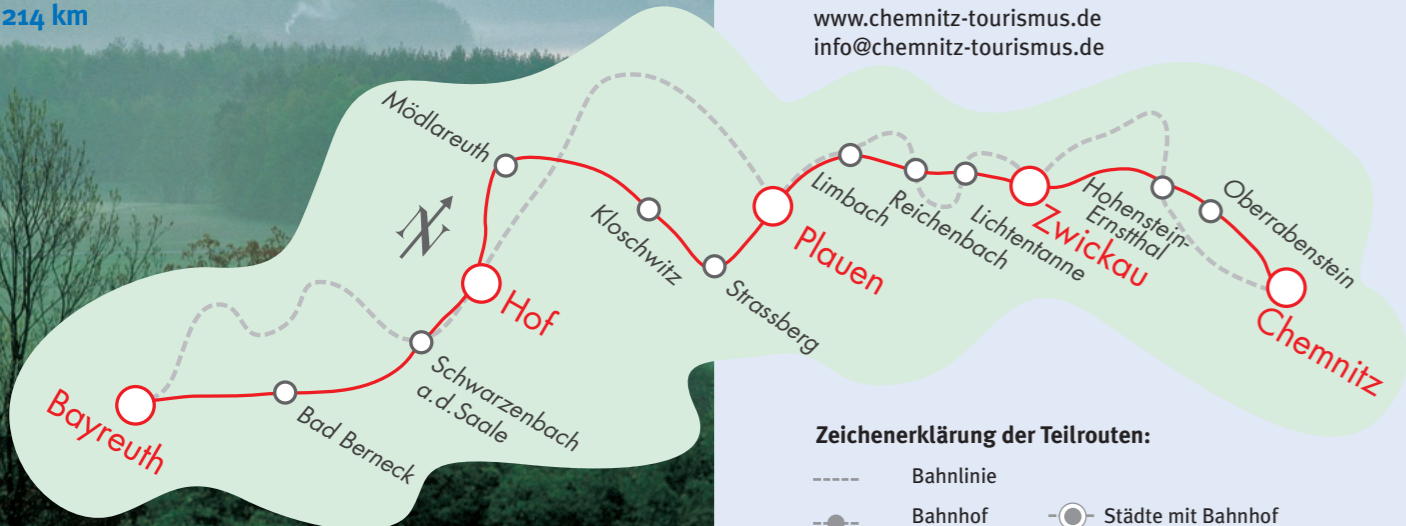 214 km
www.chemnitz-tourismus.de
info@chemnitz-tourismus.de
Mödlareuth
Kloschwitz
Strassberg
Hof
Schwarzenbach
a.d.Saale
Bad Berneck
Bayreuth
Plauen
Limbach
Reichenbach
Lichtentanne
Zwickau
Hohenstein-
Ernstthal
Oberrabenstein
Chemnitz
N
Zeichenerklärung der Teilrouten:
Bahnlinie
Bahnhof
Städte mit Bahnhof